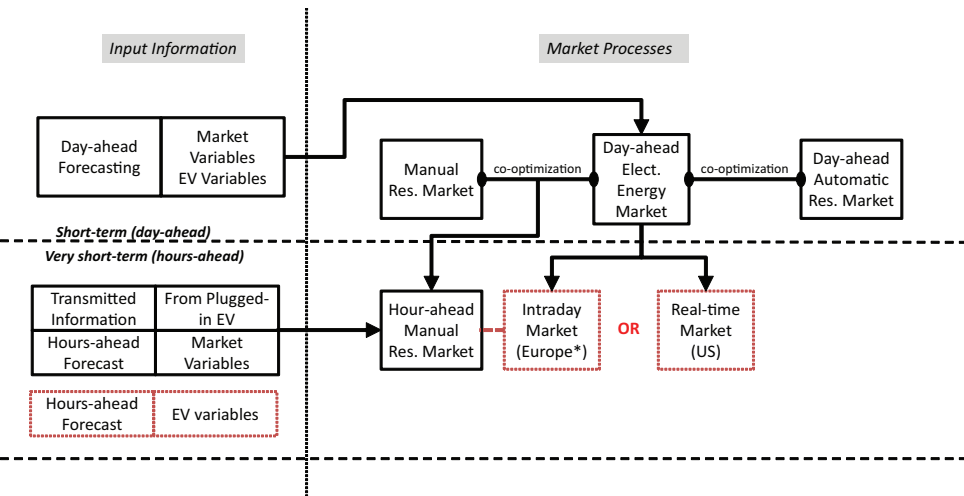 Input Information
Market Processes
Day-ahead
Forecasting
Market
Variables
EV Variables
Manual
Res. Market
co-optimization
Day-ahead
Elect.
Energy
Market
co-optimization
Day-ahead
Automatic
Res. Market
Short-term (day-ahead)
Very short-term (hours-ahead)
Transmitted
Information
From Plugged-
in EV
Hours-ahead
Forecast
Market
Variables
Hour-ahead
Manual
Res. Market
Intraday
Market
(Europe*)
OR
Real-time
Market
(US)
Hours-ahead
Forecast
EV variables